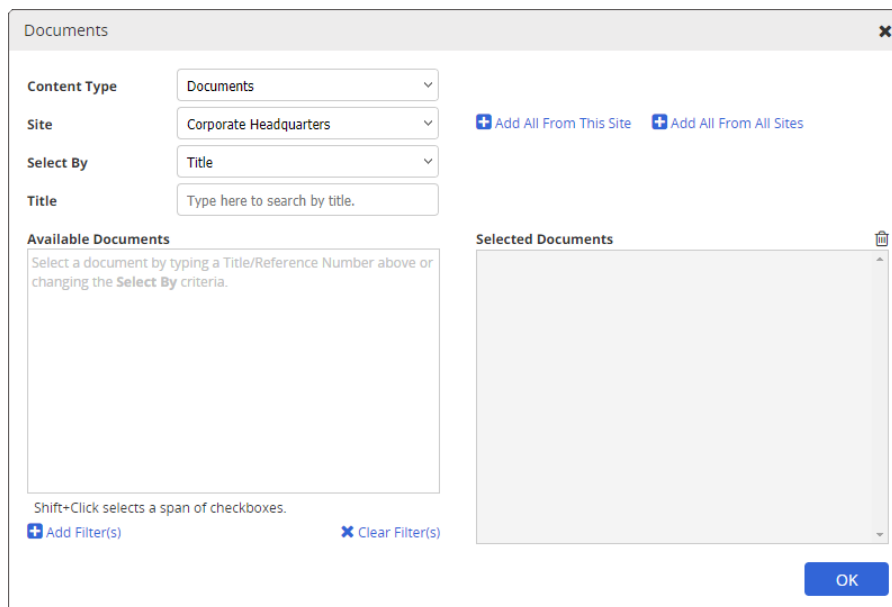 Documents
Content Type Documents
Site Corporate Headquarters Add All From This Site Add All From All Sites
Select By Title
Title Type here to search by title.
Available Documents Selected Documents
Select a document by typing a Title/Reference Number above or
changing the Select By criteria.
Shift+Click selects a span of checkboxes.
Add Filter(s) Clear Filter(s)
OK